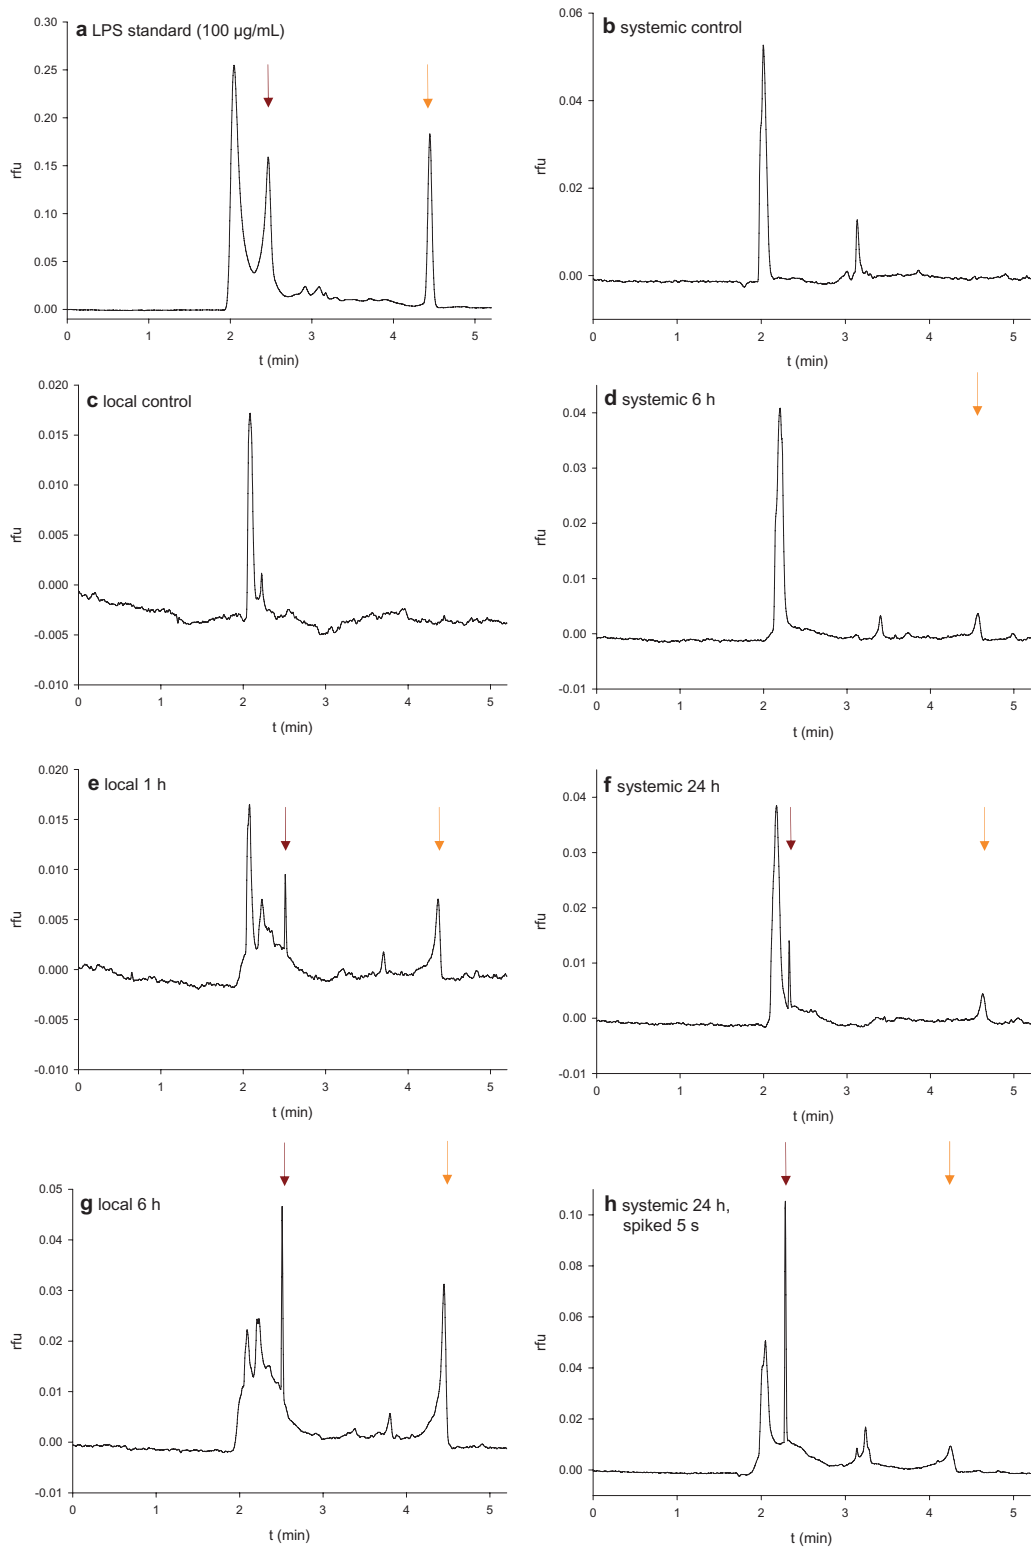 a LPS standard (100 µg/mL)
0.30
0.25
0.20
0.15
0.10
0.05
0.00
rfu
0 1 2 3 4 5
t (min)
b systemic control
0.06
0.04
0.02
0.00
rfu
0 1 2 3 4 5
t (min)
c local control
0.020
0.015
0.010
0.005
0.000
-0.005
-0.010
rfu
0 1 2 3 4 5
t (min)
d systemic 6 h
0.04
0.03
0.02
0.01
0.00
-0.01
rfu
0 1 2 3 4 5
t (min)
e local 1 h
0.020
0.015
0.010
0.005
0.000
-0.005
-0.010
rfu
0 1 2 3 4 5
t (min)
f systemic 24 h
0.04
0.03
0.02
0.01
0.00
-0.01
rfu
0 1 2 3 4 5
t (min)
g local 6 h
0.05
0.04
0.03
0.02
0.01
0.00
-0.01
rfu
0 1 2 3 4 5
t (min)
h systemic 24 h,
spiked 5 s
0.10
0.08
0.06
0.04
0.02
0.00
rfu
0 1 2 3 4 5
t (min)